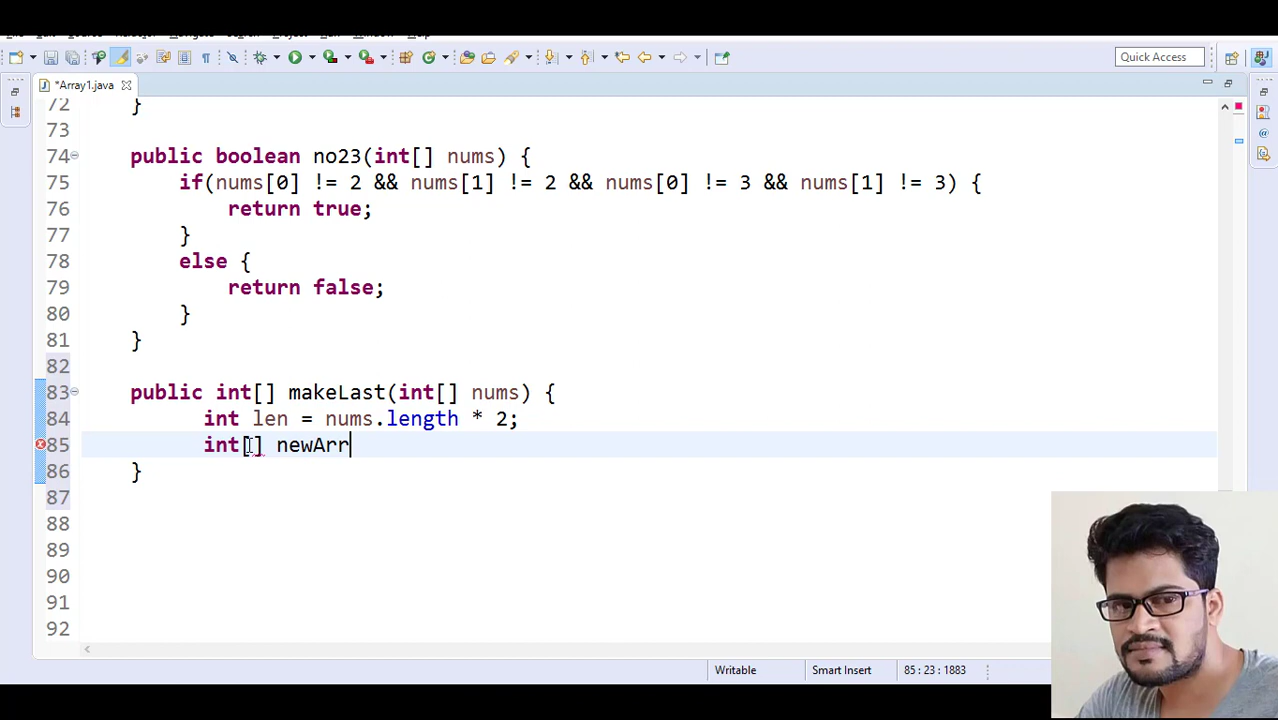 Quick Access
*Array1.java
72 }
73
74 public boolean no23(int[] nums) {
75 if(nums[0] != 2 && nums[1] != 2 && nums[0] != 3 && nums[1] != 3) {
76 return true;
77 }
78 else {
79 return false;
80 }
81 }
82
83 public int[] makeLast(int[] nums) {
84 int len = nums.length * 2;
85 int[] newArr
86 }
87
88
89
90
91
92
Writable Smart Insert 85 : 23 : 1883